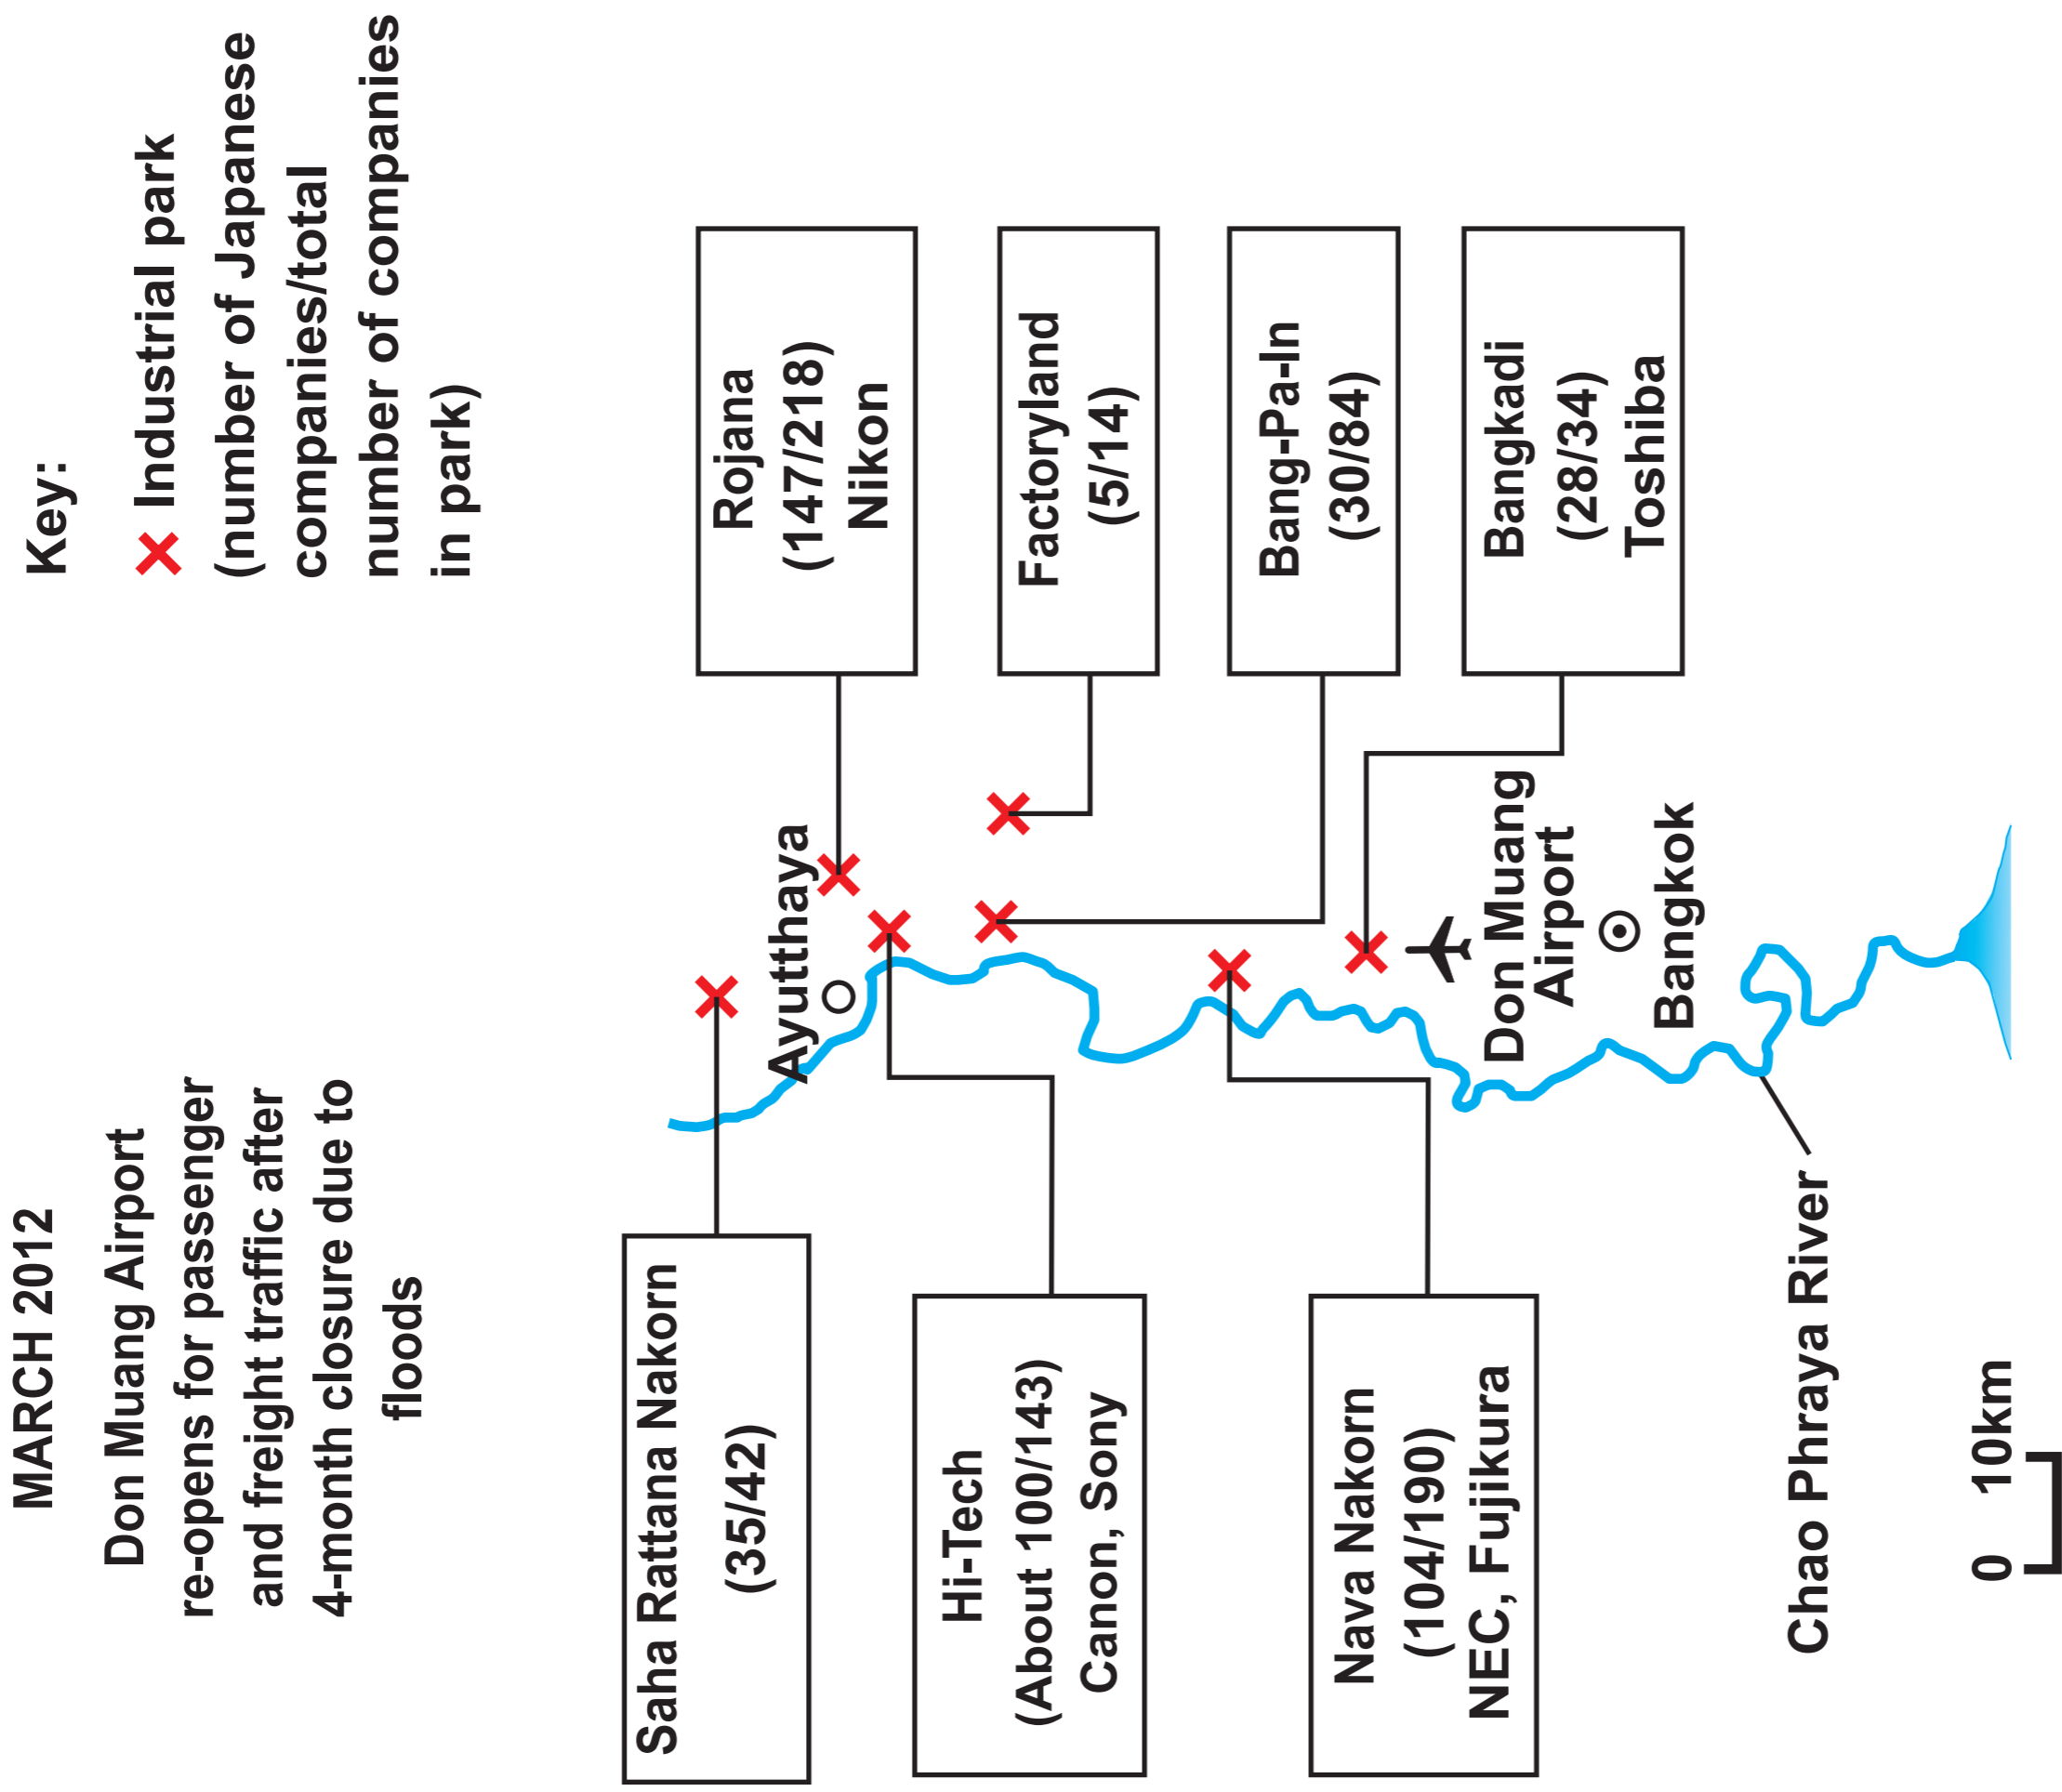 MARCH 2012
Don Muang Airport
re-opens for passenger
and freight traffic after
4-month closure due to
floods
Key:
Industrial park
(number of Japanese
companies/total
number of companies
in park)
Saha Rattana Nakorn
(35/42)
Hi-Tech
(About 100/143)
Canon, Sony
Nava Nakorn
(104/190)
NEC, Fujikura
Ayutthaya
Rojana
(147/218)
Nikon
Factoryland
(5/14)
Bang-Pa-In
(30/84)
Bangkadi
(28/34)
Toshiba
Don Muang
Airport
Bangkok
Chao Phraya River
0 10km